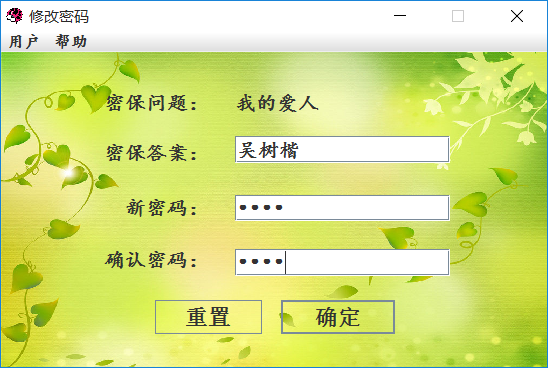 修改密码
用户 帮助
密保问题： 我的爱人
密保答案： 吴树楷
新密码： ••••
确认密码： ••••
重置 确定